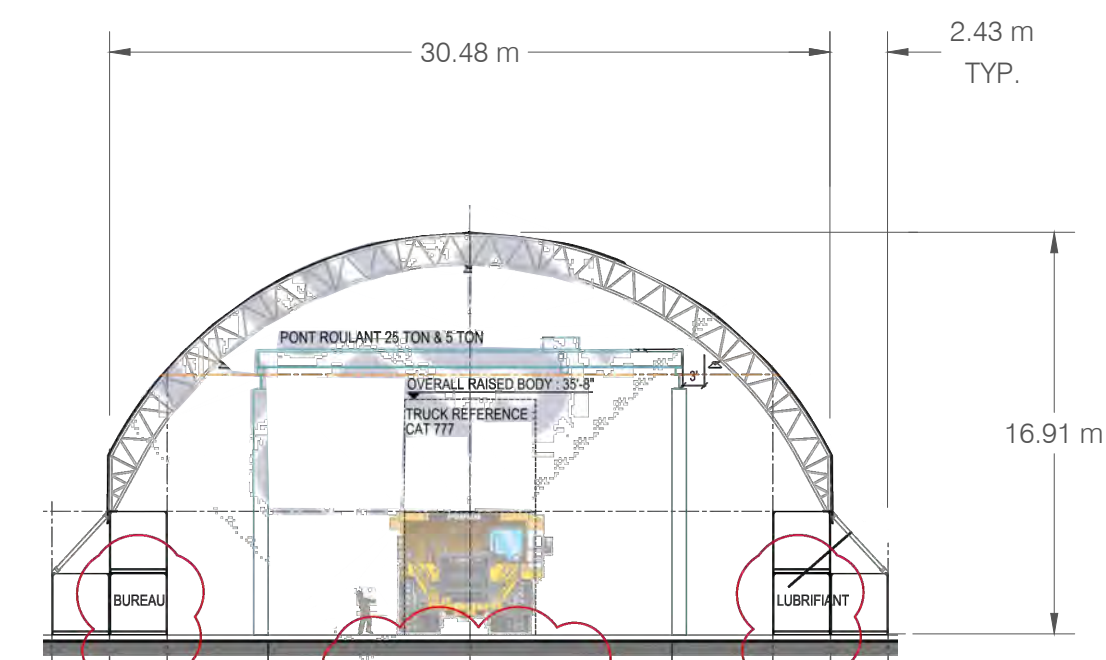 2.43 m
TYP.
30.48 m
PONT ROULANT 25 TON & 5 TON
3'
OVERALL RAISED BODY : 35'-8"
TRUCK REFERENCE
CAT 777
16.91 m
BUREAU
LUBRIFIANT